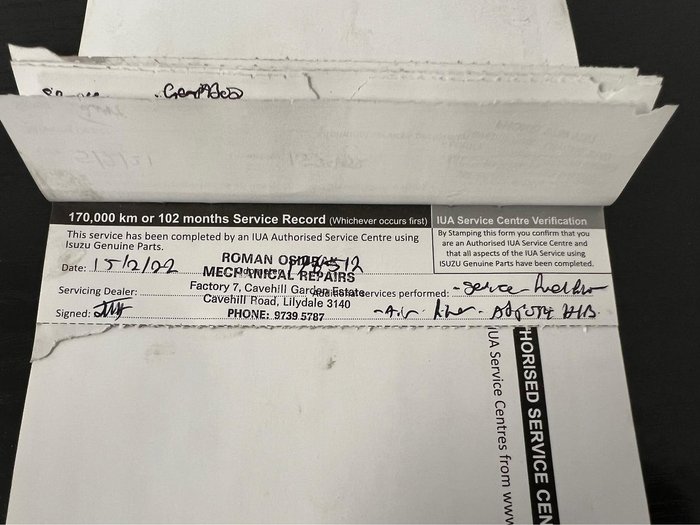 170,000 km or 102 months Service Record (Whichever occurs first)
IUA Service Centre Verification
This service has been completed by an IUA Authorised Service Centre using
Isuzu Genuine Parts.
By Stamping this form you confirm that you
are an Authorised IUA Service Centre and
that all aspects of the IUA Service using
ISUZU Genuine Parts have been completed.
ROMAN
Date: 15/2/22
MECHANICAL REPAIRS
Servicing Dealer:
Factory 7, Cavehill Garden Estate
services performed: - Service
Cavehill Road, Lilydale 3140
Signed:
PHONE: 9739 5787
- Air
HORISED SERVICE CEN
IUA Service Centres from www